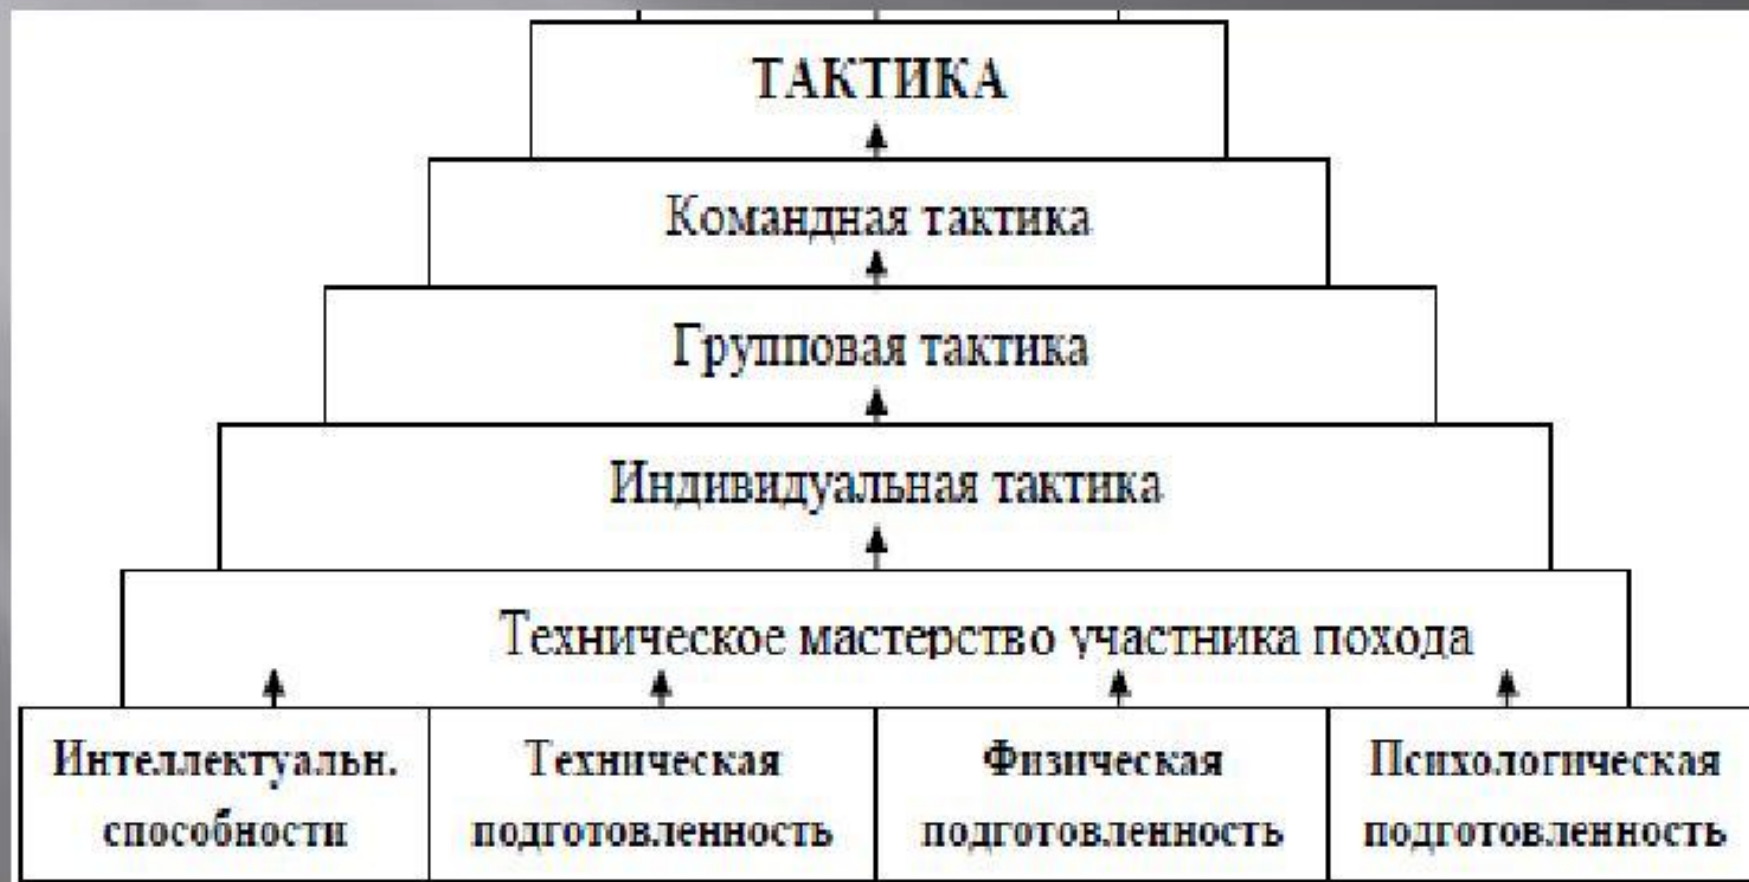 ТАКТИКА
Командная тактика
Групповая тактика
Индивидуальная тактика
Техническое мастерство участника похода
Интеллектуальн. Техническая Физическая Психологическая
способности подготовленность подготовленность подготовленность